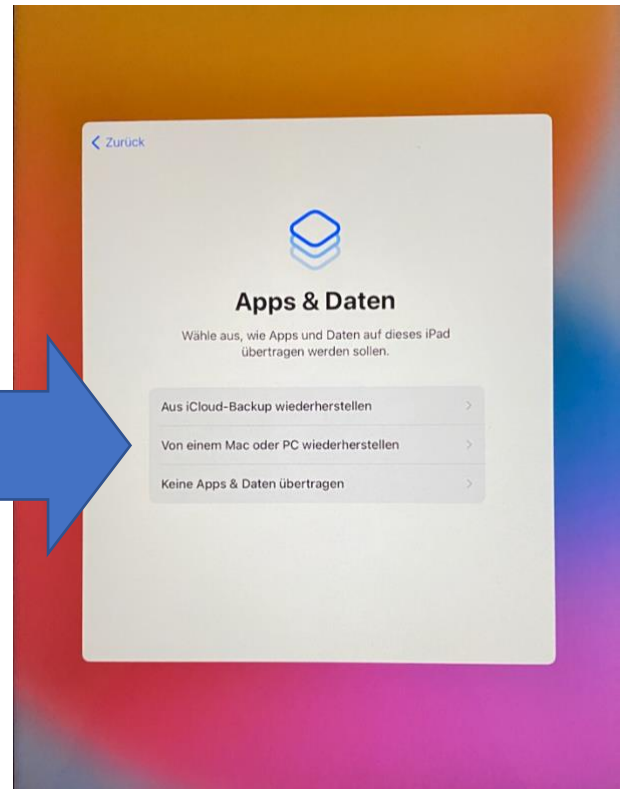 Zurück
Apps & Daten
Wähle aus, wie Apps und Daten auf dieses iPad
übertragen werden sollen.
Aus iCloud-Backup wiederherstellen
Von einem Mac oder PC wiederherstellen
Keine Apps & Daten übertragen